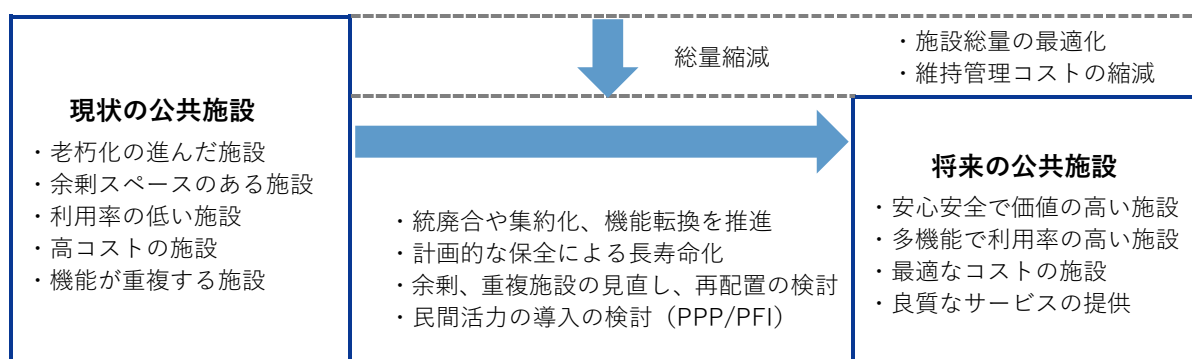 現状の公共施設
・老朽化の進んだ施設
・余剰スペースのある施設
・利用率の低い施設
・高コストの施設
・機能が重複する施設
総量縮減
・施設総量の最適化
・維持管理コストの縮減
・統廃合や集約化、機能転換を推進
・計画的な保全による長寿命化
・余剰、重複施設の見直し、再配置の検討
・民間活力の導入の検討（PPP/PFI）
将来の公共施設
・安心安全で価値の高い施設
・多機能で利用率の高い施設
・最適なコストの施設
・良質なサービスの提供